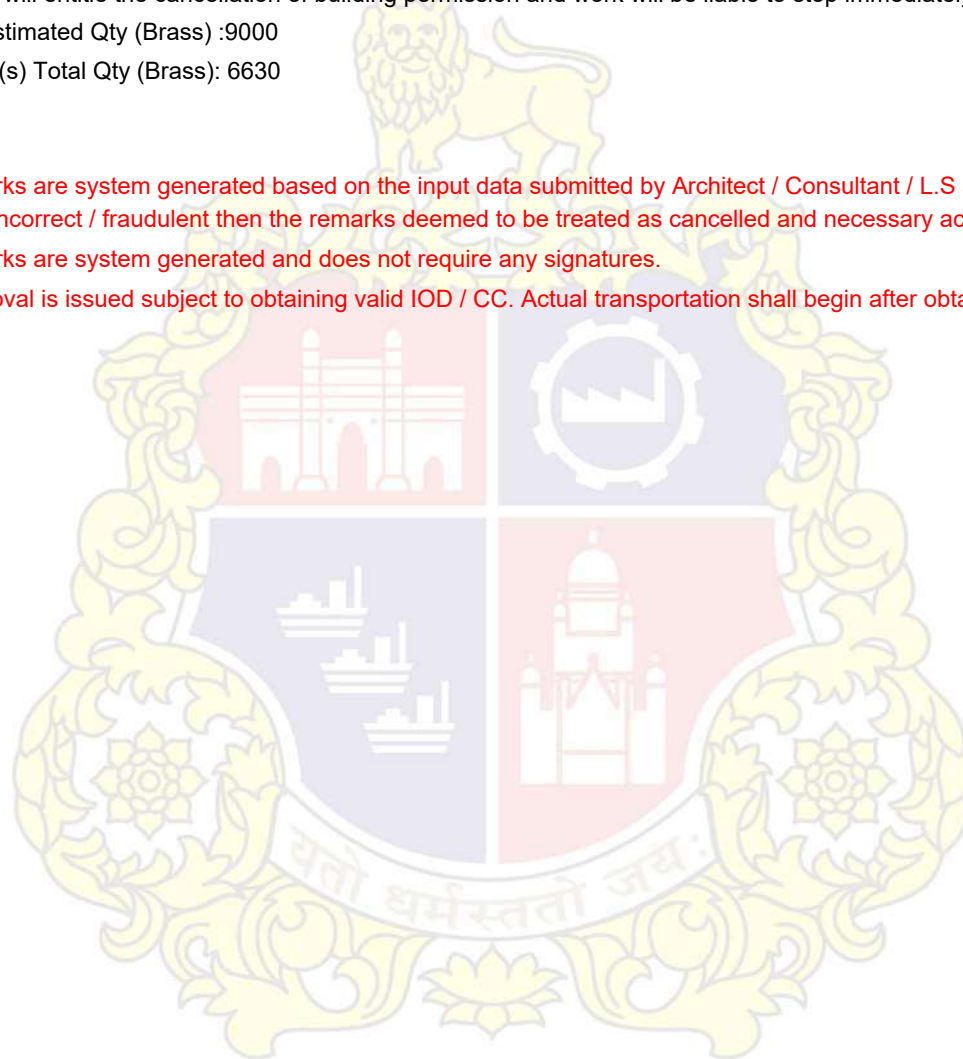 will entitle the cancellation of building permission and work will be liable to stop immediately
stimated Qty (Brass) :9000
(s) Total Qty (Brass): 6630
rks are system generated based on the input data submitted by Architect / Consultant / L.S
ncorrect / fraudulent then the remarks deemed to be treated as cancelled and necessary ac
rks are system generated and does not require any signatures.
oval is issued subject to obtaining valid IOD / CC. Actual transportation shall begin after obta
यतो धर्मस्ततो जय: